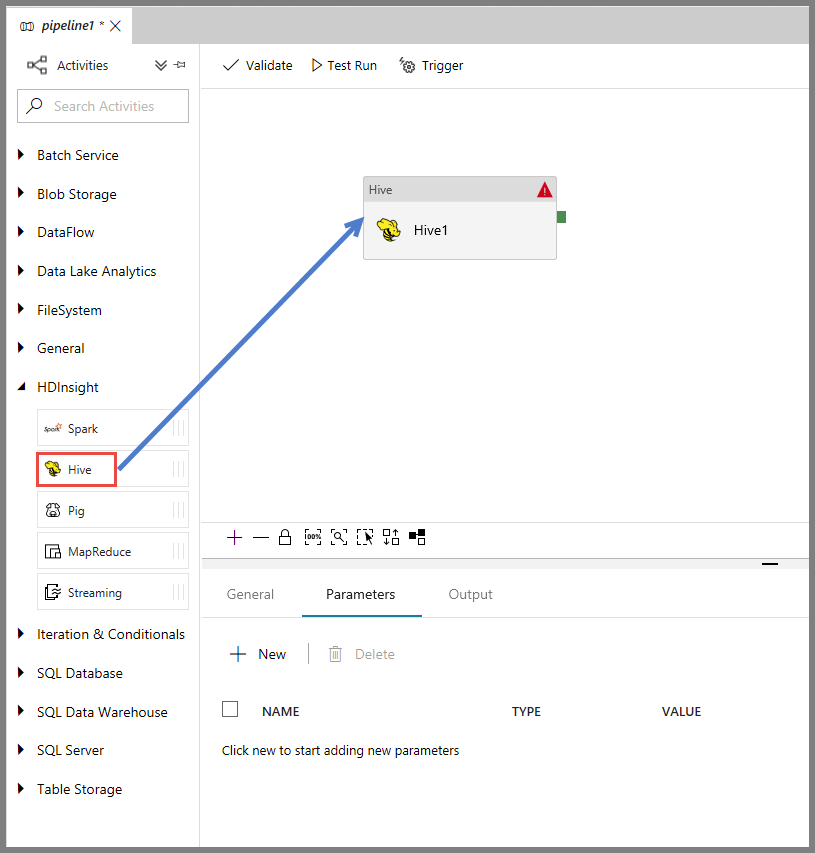 pipeline1 *
Activities
Validate
Test Run
Trigger
Search Activities
Batch Service
Blob Storage
DataFlow
Data Lake Analytics
FileSystem
General
HDInsight
Spark Spark
Hive
Pig
MapReduce
Streaming
Iteration & Conditionals
SQL Database
SQL Data Warehouse
SQL Server
Table Storage
Hive
Hive1
100%
General Parameters Output
New Delete
NAME TYPE VALUE
Click new to start adding new parameters